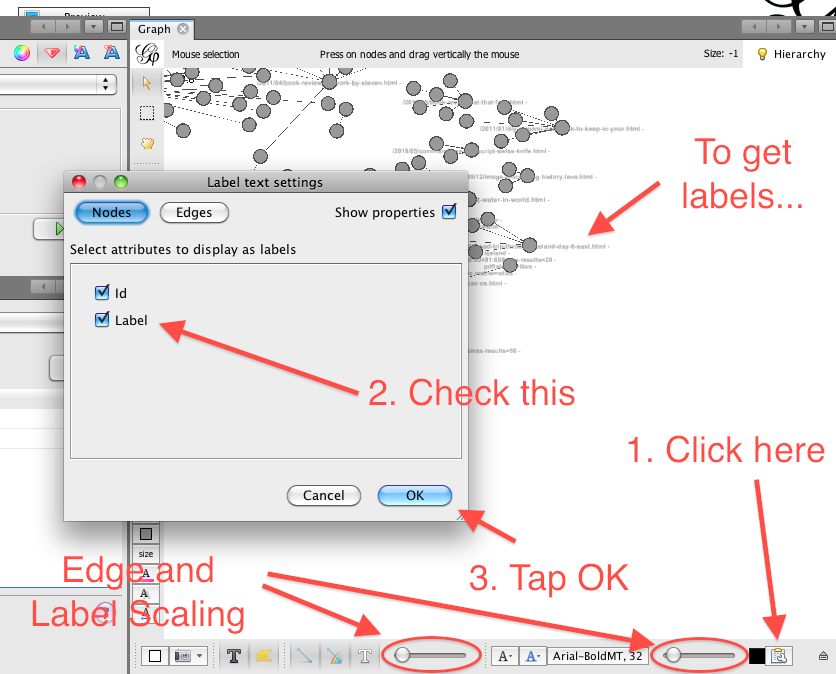 Preview
Graph
Mouse selection
Press on nodes and drag vertically the mouse
Size: -1
Hierarchy
To get
labels...
Label text settings
Nodes
Edges
Show properties
Select attributes to display as labels
Id
Label
2. Check this
1. Click here
Cancel
OK
3. Tap OK
size
Edge and
Label Scaling
Arial-BoldMT, 32